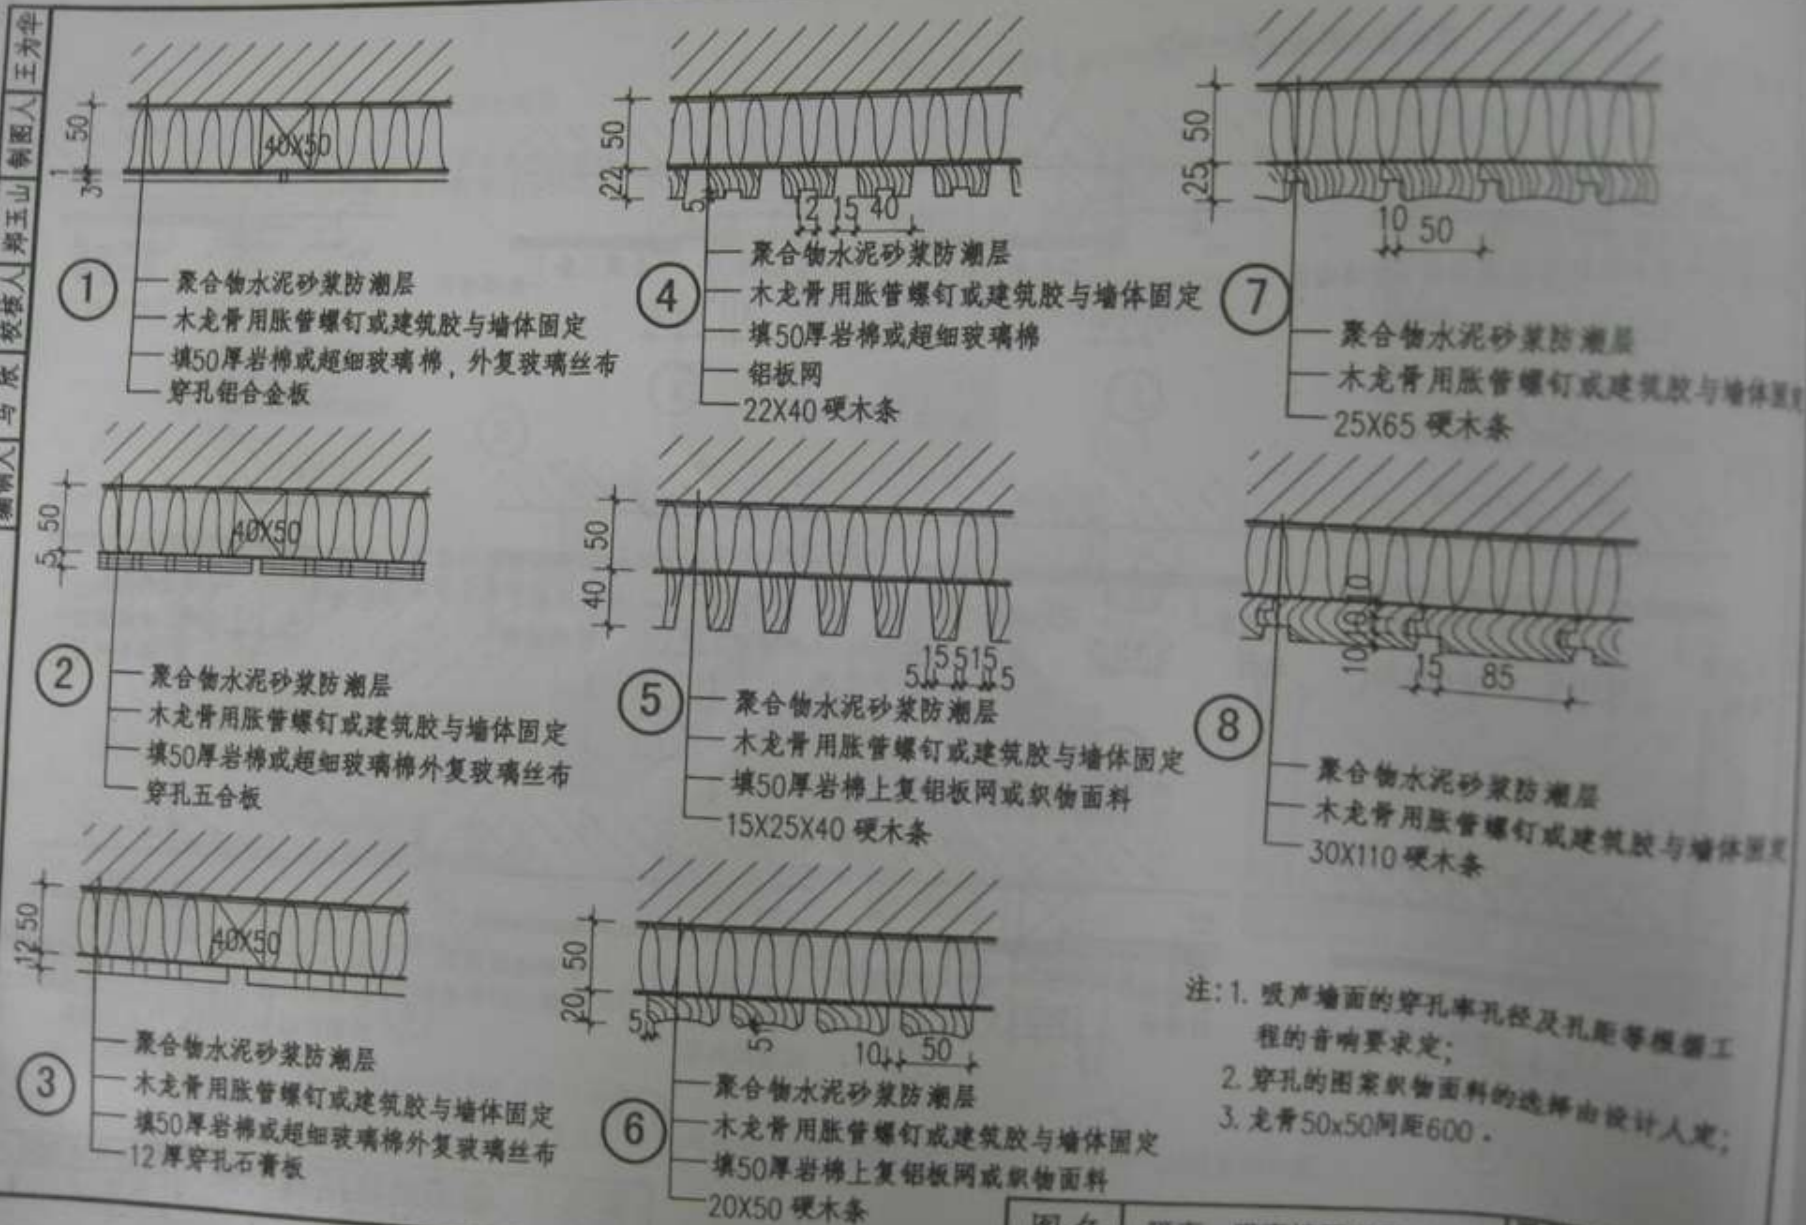 制图人 王为华
校核人 郑玉山
50
1
3
40X50
①
聚合物水泥砂浆防潮层
木龙骨用胀管螺钉或建筑胶与墙体固定
填50厚岩棉或超细玻璃棉，外复玻璃丝布
穿孔铝合金板
50
5
40X50
②
聚合物水泥砂浆防潮层
木龙骨用胀管螺钉或建筑胶与墙体固定
填50厚岩棉或超细玻璃棉外复玻璃丝布
穿孔五合板
50
12
40X50
③
聚合物水泥砂浆防潮层
木龙骨用胀管螺钉或建筑胶与墙体固定
填50厚岩棉或超细玻璃棉外复玻璃丝布
12厚穿孔石膏板
50
22
5
12 15 40
④
聚合物水泥砂浆防潮层
木龙骨用胀管螺钉或建筑胶与墙体固定
填50厚岩棉或超细玻璃棉
铝板网
22X40 硬木条
50
40
15 5 15
5 5
⑤
聚合物水泥砂浆防潮层
木龙骨用胀管螺钉或建筑胶与墙体固定
填50厚岩棉上复铝板网或织物面料
15X25X40 硬木条
50
20
5
5
10 50
⑥
聚合物水泥砂浆防潮层
木龙骨用胀管螺钉或建筑胶与墙体固定
填50厚岩棉上复铝板网或织物面料
20X50 硬木条
50
25
10 50
⑦
聚合物水泥砂浆防潮层
木龙骨用胀管螺钉或建筑胶与墙体固定
25X65 硬木条
10 10 10
15 85
⑧
聚合物水泥砂浆防潮层
木龙骨用胀管螺钉或建筑胶与墙体固定
30X110 硬木条
注：1. 吸声墙面的穿孔率孔径及孔距等根据工
程的音响要求定；
2. 穿孔的图案织物面料的选择由设计人定；
3. 龙骨50x50间距600。
图名